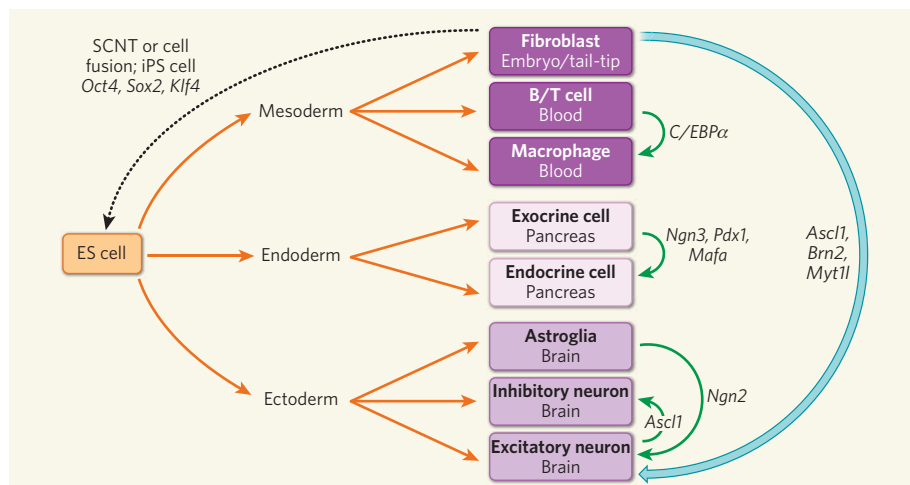 SCNT or cell
fusion; iPS cell
Oct4, Sox2, Klf4
Mesoderm
Fibroblast
Embryo/tail-tip
B/T cell
Blood
C/EBPα
Macrophage
Blood
ES cell
Endoderm
Exocrine cell
Pancreas
Ngn3, Pdx1,
Mafa
Endocrine cell
Pancreas
Ascl1,
Brn2,
Myt1l
Ectoderm
Astroglia
Brain
Inhibitory neuron
Brain
Ascl1
Ngn2
Excitatory neuron
Brain